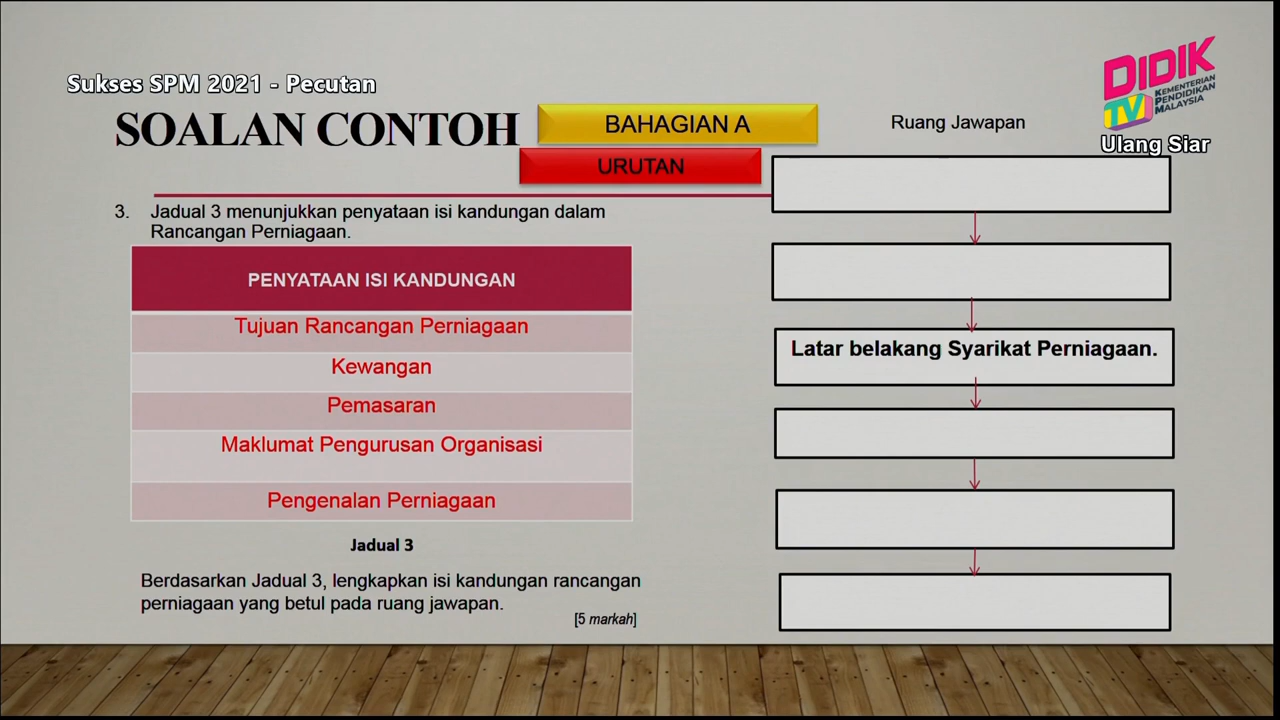 Sukses SPM 2021 - Pecutan
DIDIK
TV
KEMENTERIAN
PENDIDIKAN
MALAYSIA
Ulang Siar
SOALAN CONTOH
BAHAGIAN A
URUTAN
3. Jadual 3 menunjukkan penyataan isi kandungan dalam
Rancangan Perniagaan.
PENYATAAN ISI KANDUNGAN
Tujuan Rancangan Perniagaan
Kewangan
Pemasaran
Maklumat Pengurusan Organisasi
Pengenalan Perniagaan
Jadual 3
Berdasarkan Jadual 3, lengkapkan isi kandungan rancangan
perniagaan yang betul pada ruang jawapan.
[5 markah]
Ruang Jawapan
Latar belakang Syarikat Perniagaan.